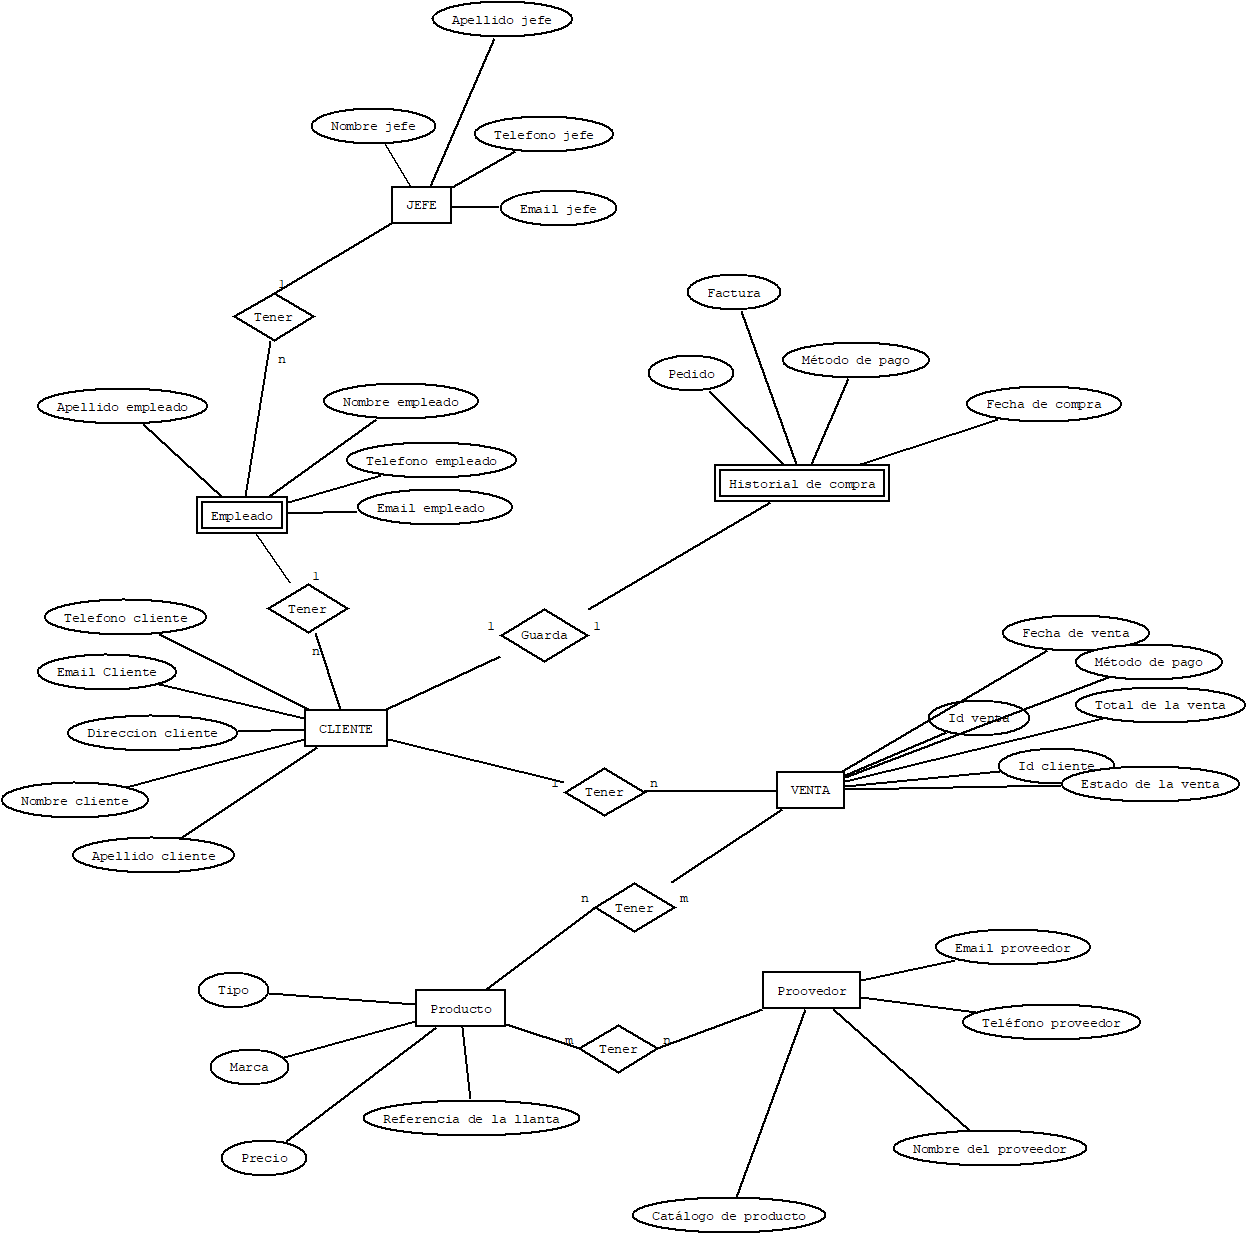 Apellido jefe
Nombre jefe
Telefono jefe
JEFE
Email jefe
1
Tener
n
Factura
Método de pago
Pedido
Fecha de compra
Historial de compra
Apellido empleado
Nombre empleado
Telefono empleado
Email empleado
Empleado
1
Tener
n
Telefono cliente
Email Cliente
Direccion cliente
Nombre cliente
Apellido cliente
CLIENTE
1
Guarda
1
Fecha de venta
Método de pago
Total de la venta
Id venta
Id cliente
Estado de la venta
VENTA
1
Tener
n
n
Tener
m
Tipo
Marca
Precio
Referencia de la llanta
Producto
m
Tener
n
Proovedor
Email proveedor
Teléfono proveedor
Nombre del proveedor
Catálogo de producto